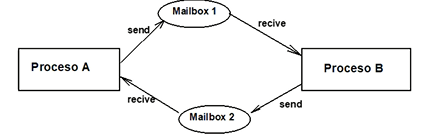 Mailbox 1
send
recive
Proceso A
Proceso B
recive
send
Mailbox 2